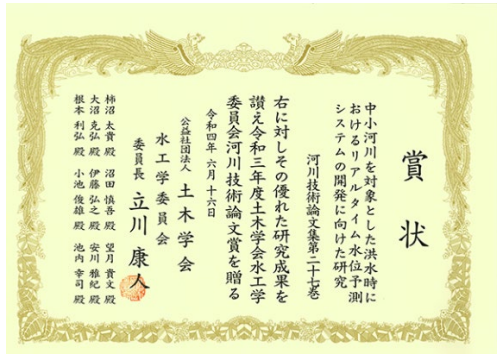 賞状
中小河川を対象とした洪水時に
おけるリアルタイム水位予測
システムの開発に向けた研究
河川技術論文集第二十七巻
右に対しその優れた研究成果を
讃え令和三年度土木学会水工学
委員会河川技術論文賞を贈る
令和四年六月十六日
公益社団法人 土木学会
水工学委員会
委員長 立川康人
柿沼太貴殿 沼田慎吾殿 望月貴文殿
大沼克弘殿 伊藤弘之殿 安川雅紀殿
根本利弘殿 小池俊雄殿 池内幸司殿